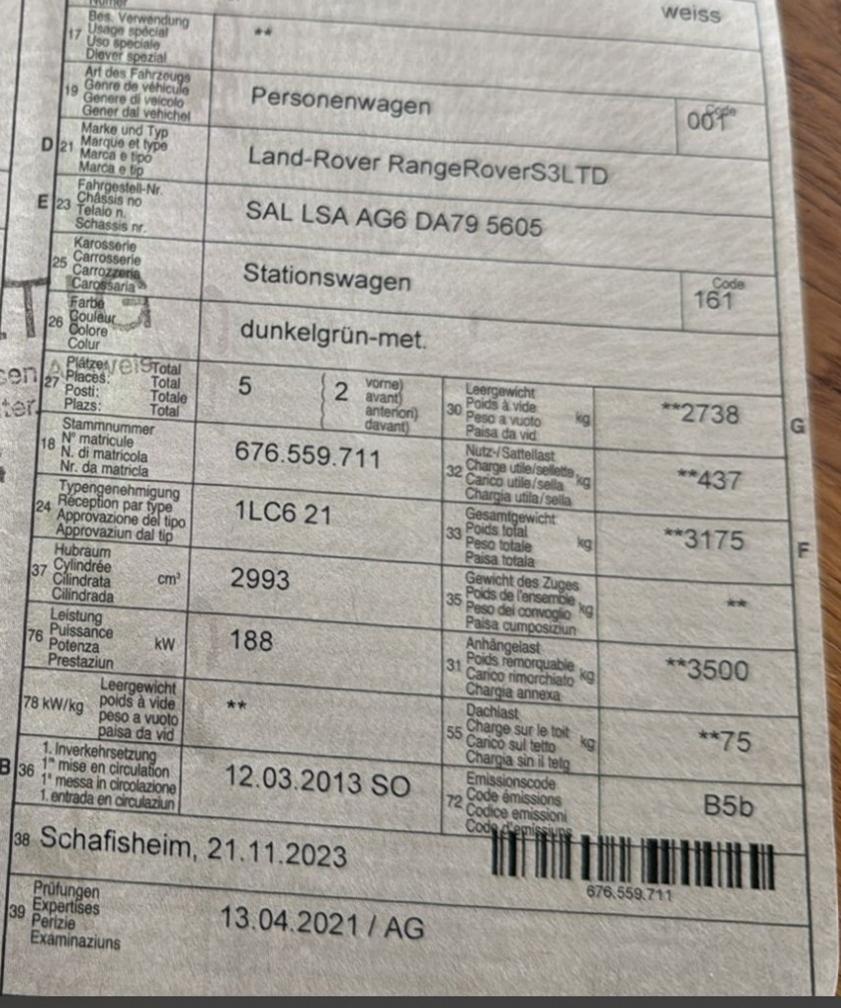 weiss
17 Bes. Verwendung
Usage spécial
Uso speciale
Diever spezial
**
19 Art des Fahrzeugs
Genre de véhicule
Genere di veicolo
Gener dal vehichel
Personenwagen
Code
001
D 21 Marke und Typ
Marque et type
Marca e tipo
Marca e tip
Land-Rover RangeRoverS3LTD
E 23 Fahrgestell-Nr.
Châssis no
Telaio n.
Schassis nr.
SAL LSA AG6 DA79 5605
25 Karosserie
Carrosserie
Carrozzeria
Carossaria
Stationswagen
Code
161
26 Farbe
Couleur
Colore
Colur
dunkelgrün-met.
27 Plätze: Total
Places: Total
Posti: Totale
Plazs: Total
5
2 vorne)
avant)
anteriori)
davant)
30 Leergewicht
Poids à vide
Peso a vuoto
Paisa da vid
kg
**2738
G
18 Stammnummer
N° matricule
N. di matricola
Nr. da matricla
676.559.711
32 Nutz-/Sattellast
Charge utile/sellette
Carico utile/sella
Chargia utila/sella
kg
**437
24 Typengenehmigung
Réception par type
Approvazione del tipo
Approvaziun dal tip
1LC6 21
33 Gesamtgewicht
Poids total
Peso totale
Paisa totala
kg
**3175
F
37 Hubraum
Cylindrée
Cilindrata
Cilindrada
cm³
2993
35 Gewicht des Zuges
Poids de l'ensemble
Peso del convoglio
Paisa cumposiziun
kg
**
76 Leistung
Puissance
Potenza
Prestaziun
kW
188
31 Anhängelast
Poids remorquable
Carico rimorchiato
Chargia annexa
kg
**3500
78 kW/kg Leergewicht
poids à vide
peso a vuoto
paisa da vid
**
55 Dachlast
Charge sur le toit
Carico sul tetto
Chargia sin il tetg
kg
**75
B 36 1. Inverkehrsetzung
1re mise en circulation
1a messa in circolazione
1. entrada en circulaziun
12.03.2013 SO
72 Emissionscode
Code émissions
Codice emissioni
Code d'emissiuns
B5b
38 Schafisheim, 21.11.2023
676.559.711
39 Prüfungen
Expertises
Perizie
Examinaziuns
13.04.2021 / AG